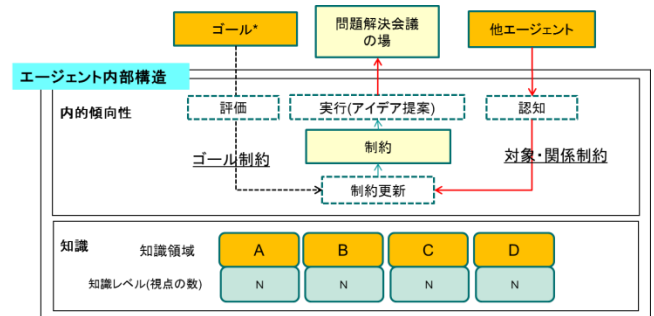 ゴール*
問題解決会議
の場
他エージェント
エージェント内部構造
内的傾向性
評価
実行(アイデア提案)
認知
制約
ゴール制約
対象・関係制約
制約更新
知識
知識領域
A
B
C
D
知識レベル(視点の数)
N
N
N
N